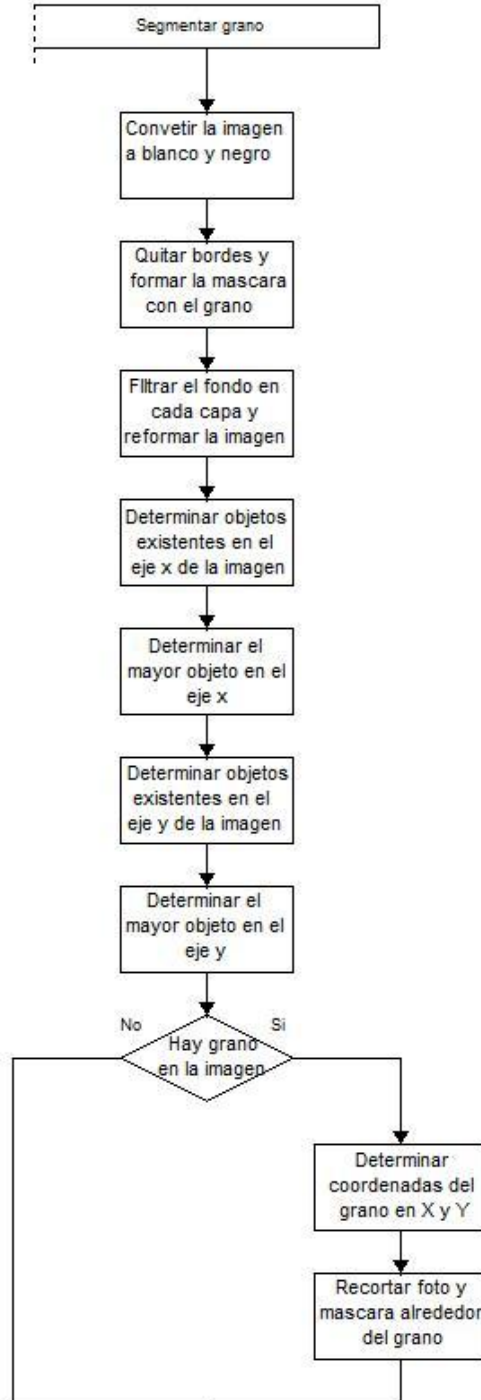 Segmentar grano
Convetir la imagen
a blanco y negro
Quitar bordes y
formar la mascara
con el grano
FIltrar el fondo en
cada capa y
reformar la imagen
Determinar objetos
existentes en el
eje x de la imagen
Determinar el
mayor objeto en el
eje x
Determinar objetos
existentes en el
eje y de la imagen
Determinar el
mayor objeto en el
eje y
No
Si
Hay grano
en la imagen
Determinar
coordenadas del
grano en X y Y
Recortar foto y
mascara alrededor
del grano